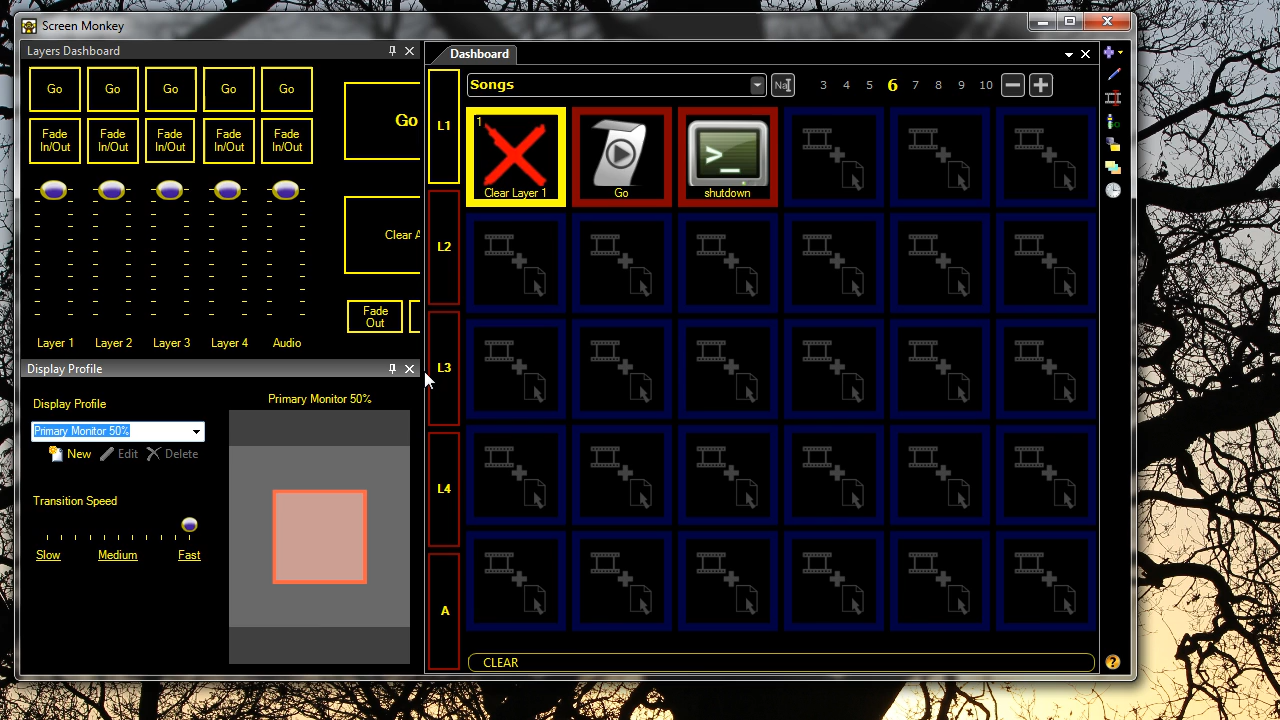 Screen Monkey
Layers Dashboard
Go Go Go Go Go
Fade In/Out Fade In/Out Fade In/Out Fade In/Out Fade In/Out
Go
Clear A
Fade Out
Layer 1 Layer 2 Layer 3 Layer 4 Audio
Display Profile
Display Profile
Primary Monitor 50%
New Edit Delete
Transition Speed
Slow Medium Fast
Primary Monitor 50%
Dashboard
Songs
3 4 5 6 7 8 9 10
L1
L2
L3
L4
A
1
Clear Layer 1
Go
>_
shutdown
CLEAR
?